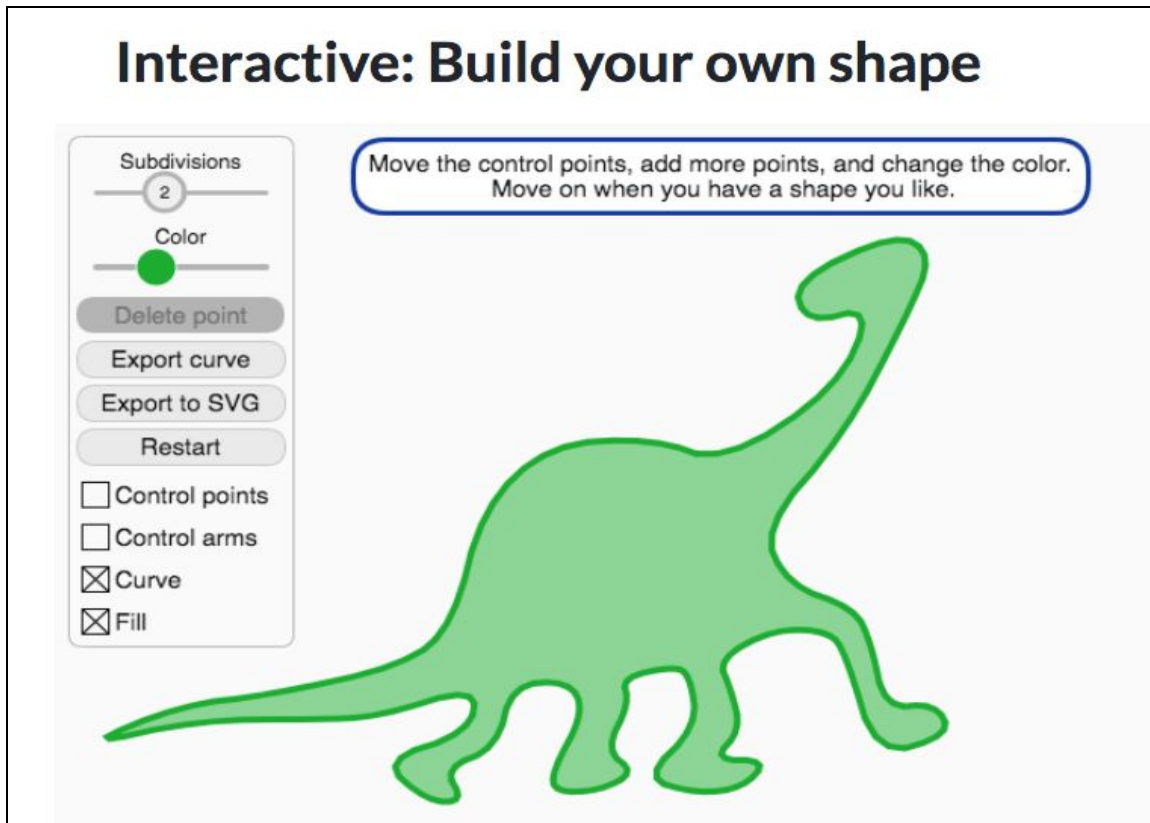 Interactive: Build your own shape
Move the control points, add more points, and change the color.
Move on when you have a shape you like.
Subdivisions
2
Color
Delete point
Export curve
Export to SVG
Restart
Control points
Control arms
Curve
Fill